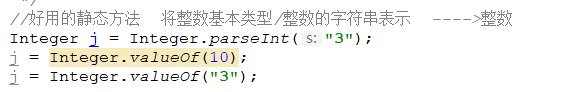 */
//好用的静态方法  将整数基本类型/整数的字符串表示  ---->整数
Integer j = Integer.parseInt( s: "3");
j = Integer.valueOf(10);
j = Integer.valueOf("3");